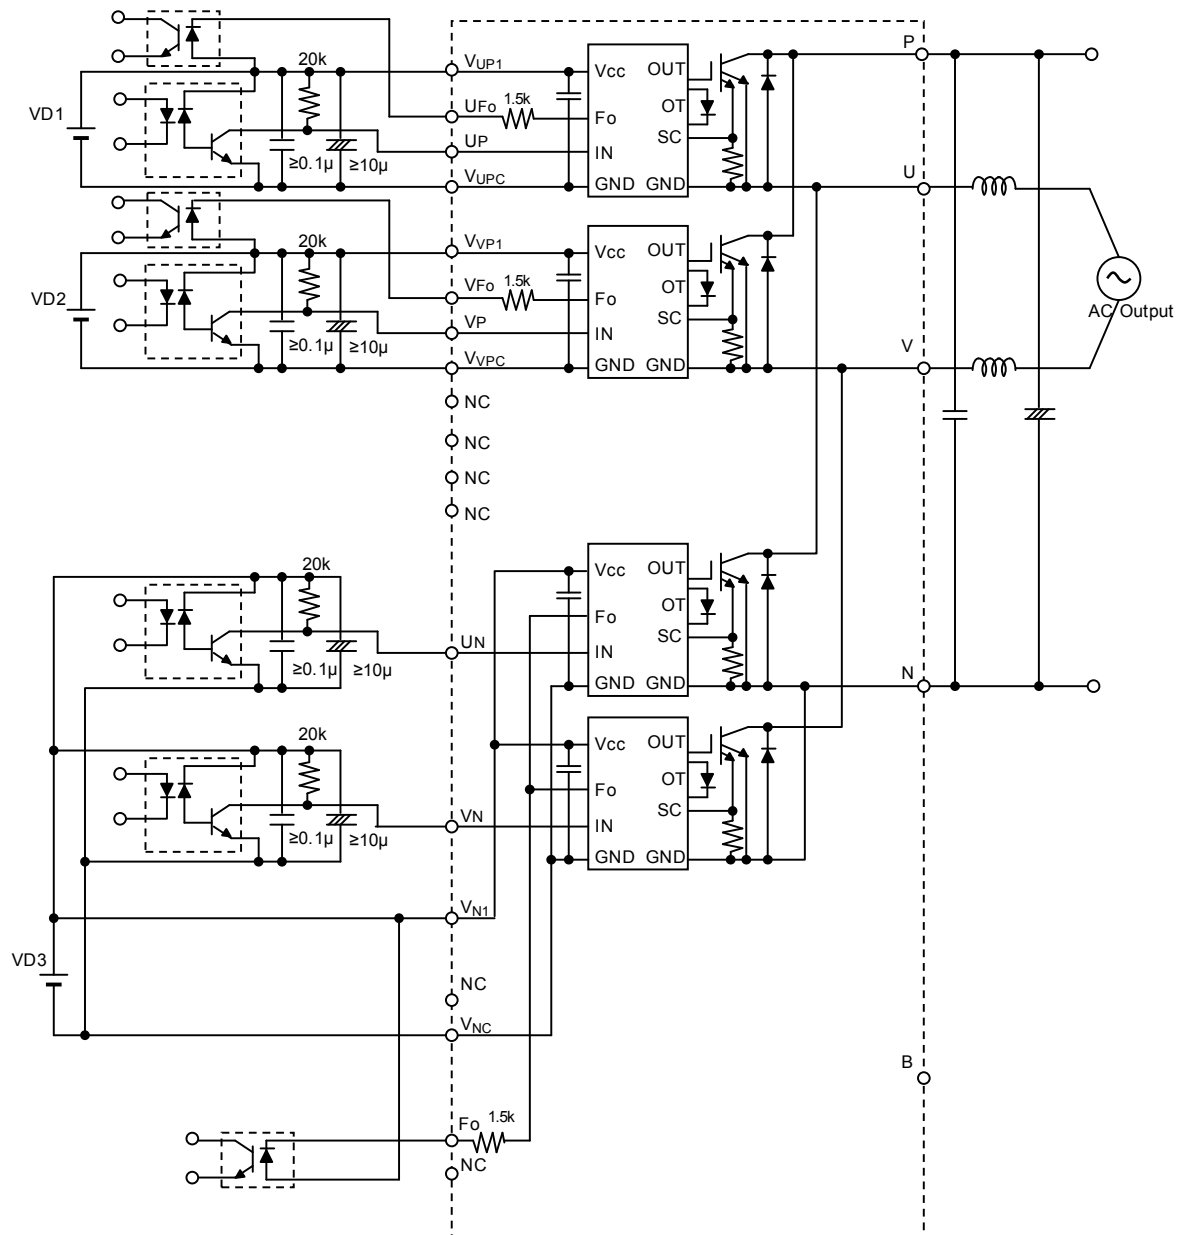 P
20k
VUP1
Vcc
OUT
VD1
UFo
1.5k
Fo
OT
UP
SC
IN
≥0.1µ
≥10µ
VUPC
GND
GND
U
20k
VVP1
Vcc
OUT
VD2
VFo
1.5k
Fo
OT
AC Output
VP
SC
IN
≥0.1µ
≥10µ
VVPC
GND
GND
V
NC
NC
NC
NC
20k
Vcc
OUT
Fo
OT
UN
SC
IN
≥0.1µ
≥10µ
GND
GND
N
20k
Vcc
OUT
Fo
OT
VN
SC
IN
≥0.1µ
≥10µ
GND
GND
VN1
VD3
NC
VNC
B
Fo
1.5k
NC